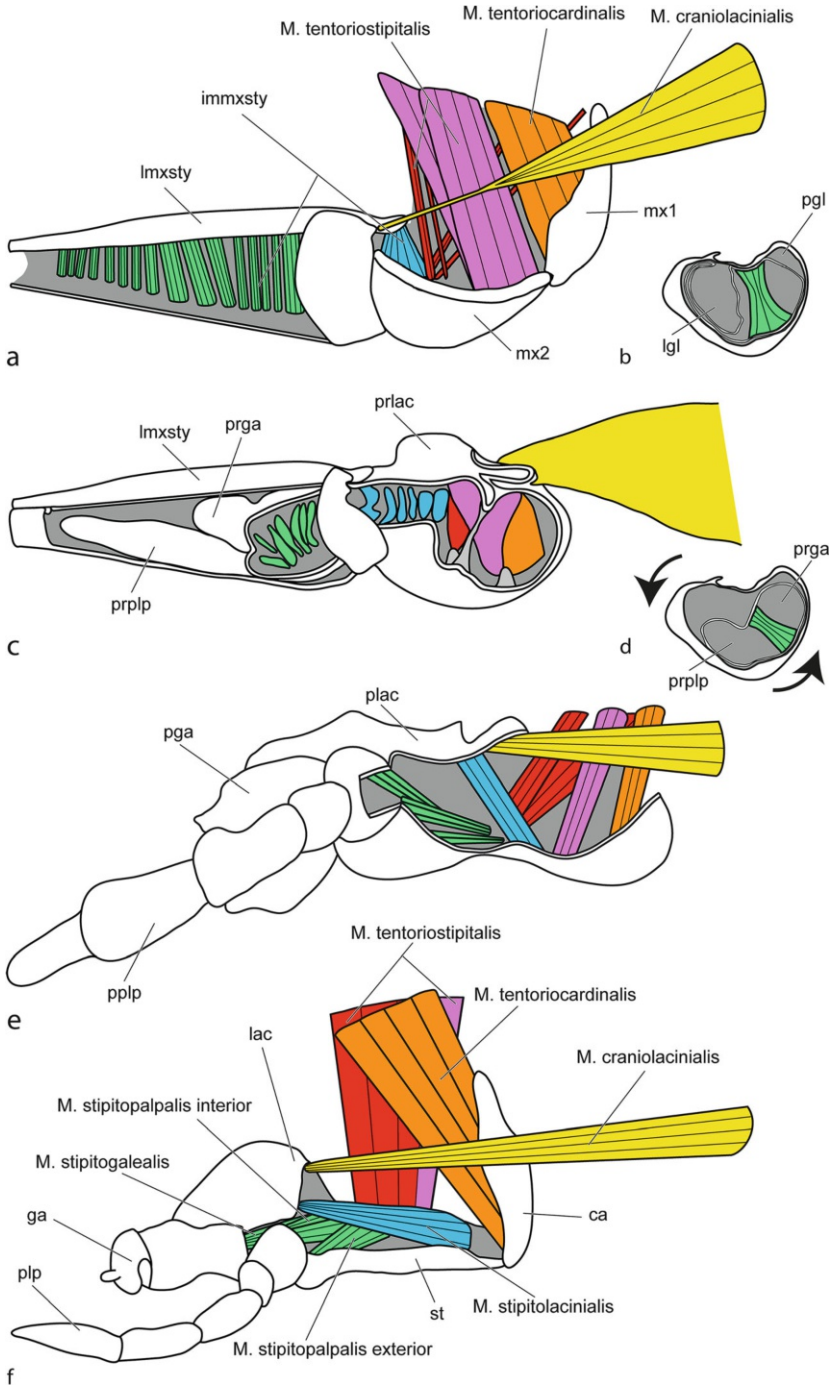 M. craniolacinialis
M. tentoriocardinalis
M. tentoriostipitalis
immxsty
lmxsty
mx1
pgl
lgl
mx2
a
b
prlac
prga
lmxsty
prplp
prga
prplp
c
d
plac
pga
pplp
e
M. tentoriostipitalis
M. tentoriocardinalis
lac
M. craniolacinialis
M. stipitopalpalis interior
M. stipitogalealis
ga
ca
plp
st
M. stipitolacinialis
M. stipitopalpalis exterior
f